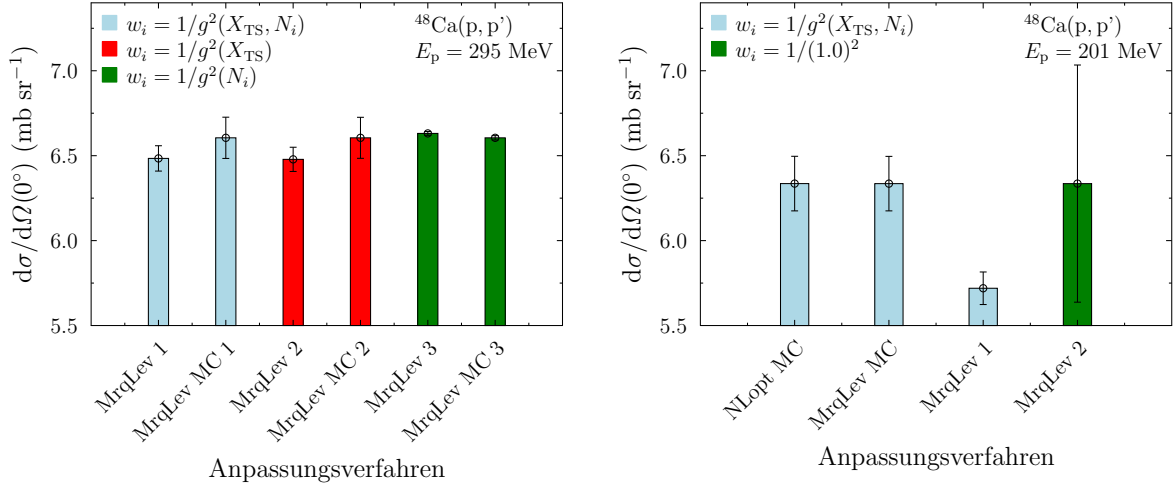 w_i = 1/g²(X_TS, N_i)
w_i = 1/g²(X_TS)
w_i = 1/g²(N_i)
⁴⁸Ca(p, p’)
E_p = 295 MeV
dσ/dΩ(0°) (mb sr⁻¹)
7.0
6.5
6.0
5.5
MrqLev 1
MrqLev MC 1
MrqLev 2
MrqLev MC 2
MrqLev 3
MrqLev MC 3
Anpassungsverfahren
w_i = 1/g²(X_TS, N_i)
w_i = 1/(1.0)²
⁴⁸Ca(p, p’)
E_p = 201 MeV
dσ/dΩ(0°) (mb sr⁻¹)
7.0
6.5
6.0
5.5
NLopt MC
MrqLev MC
MrqLev 1
MrqLev 2
Anpassungsverfahren